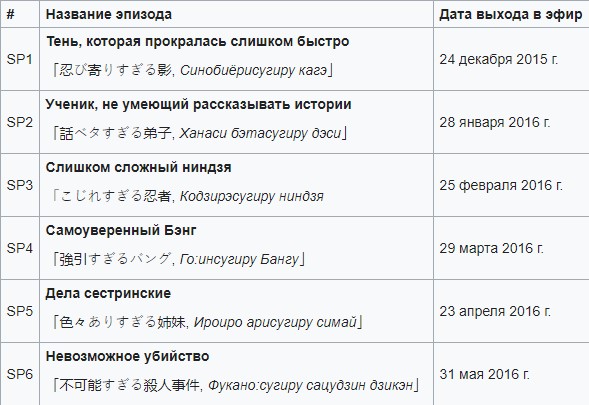 # Название эпизода Дата выхода в эфир
SP1 Тень, которая прокралась слишком быстро 24 декабря 2015 г.
「忍び寄りすぎる影, Синобиёрисугиру кагэ」
SP2 Ученик, не умеющий рассказывать истории 28 января 2016 г.
「話ベタすぎる弟子, Ханаси бэтасугиру дэси」
SP3 Слишком сложный ниндзя 25 февраля 2016 г.
「こじれすぎる忍者, Кодзирэсугиру ниндзя
SP4 Самоуверенный Бэнг 29 марта 2016 г.
「強引すぎるバング, Го:инсугиру Бангу」
SP5 Дела сестринские 23 апреля 2016 г.
「色々ありすぎる姉妹, Ироиро арисугиру симай」
SP6 Невозможное убийство 31 мая 2016 г.
「不可能すぎる殺人事件, Фукано:сугиру сацудзин дзикэн」